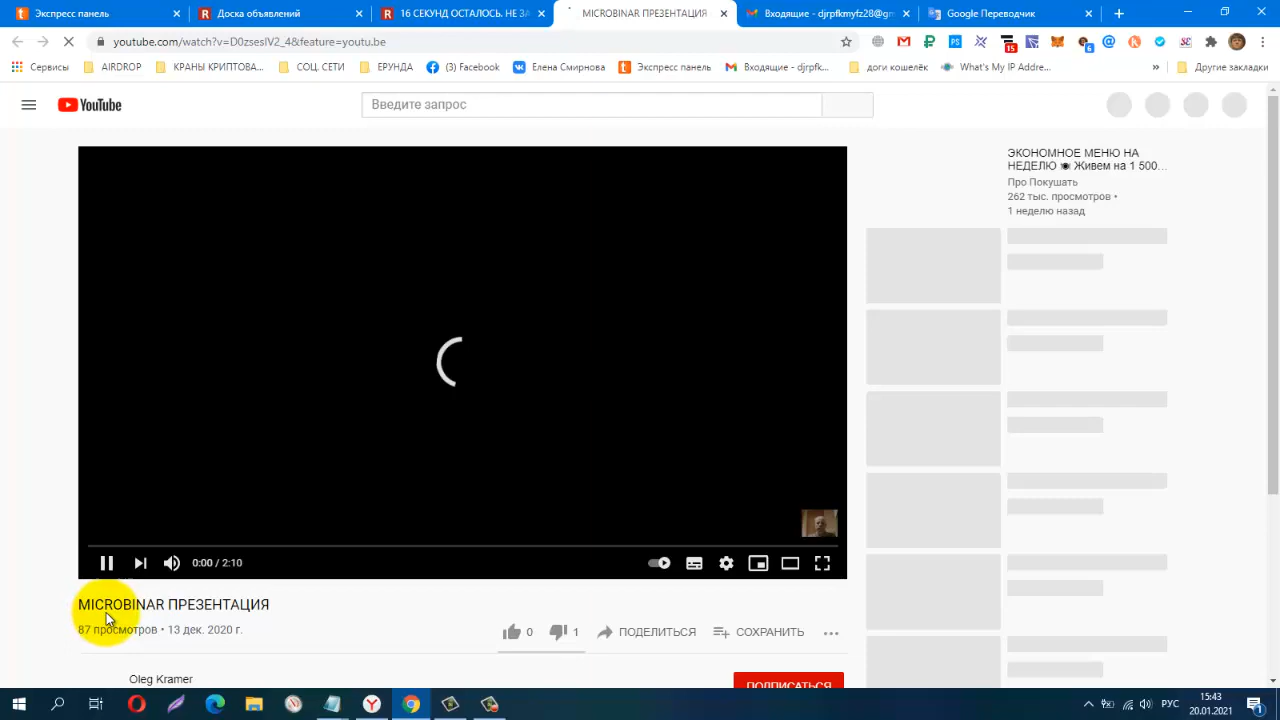 Экспресс панель
Доска объявлений
16 СЕКУНД ОСТАЛОСЬ. НЕ ЗА
MICROBINAR ПРЕЗЕНТАЦИЯ
Входящие - djrpfkmyfz28@gm
Google Переводчик
youtube.com/watch?v=D0zsesIV2_4&feature=youtu.be
15
6
Сервисы
AIRDROP
КРАНЫ КРИПТОВА...
СОЦ. СЕТИ
ЕРУНДА
(3) Facebook
Елена Смирнова
Экспресс панель
Входящие - djrpfk...
доги кошелёк
What's My IP Addre...
»
Другие закладки
YouTube
Введите запрос
ЭКОНОМНОЕ МЕНЮ НА
НЕДЕЛЮ 🍽 Живем на 1 500...
Про Покушать
262 тыс. просмотров •
1 неделю назад
0:00 / 2:10
MICROBINAR ПРЕЗЕНТАЦИЯ
87 просмотров • 13 дек. 2020 г.
0
1
ПОДЕЛИТЬСЯ
СОХРАНИТЬ
Oleg Kramer
ПОДПИСАТЬСЯ
РУС
15:43
20.01.2021
1